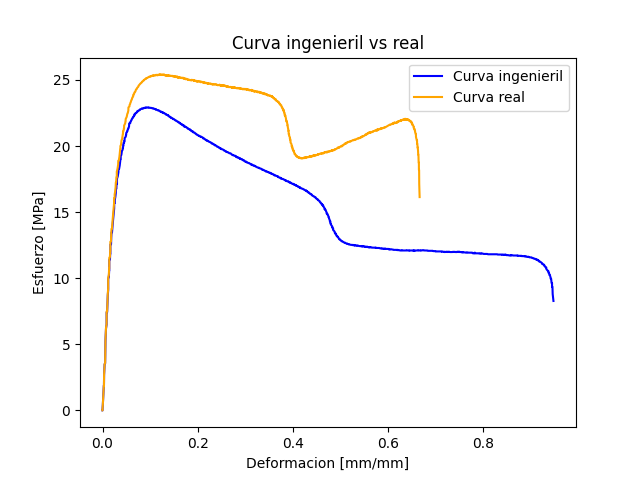 Curva ingenieril vs real
Curva ingenieril
Curva real
Esfuerzo [MPa]
25
20
15
10
5
0
0.0 0.2 0.4 0.6 0.8
Deformacion [mm/mm]